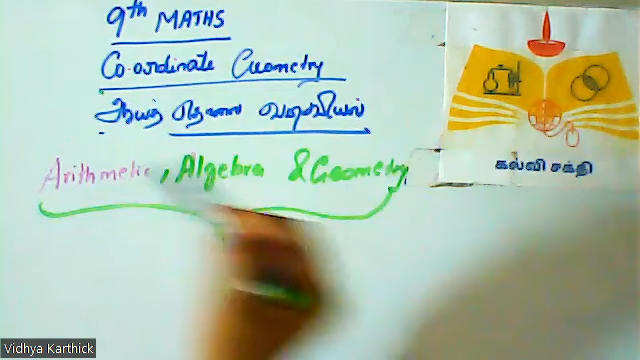 9th MATHS
Co-ordinate Geometry
ஆயத் தொலை வடிவியல்
Arithmetic, Algebra & Geometry
கல்வி சக்தி
Vidhya Karthick